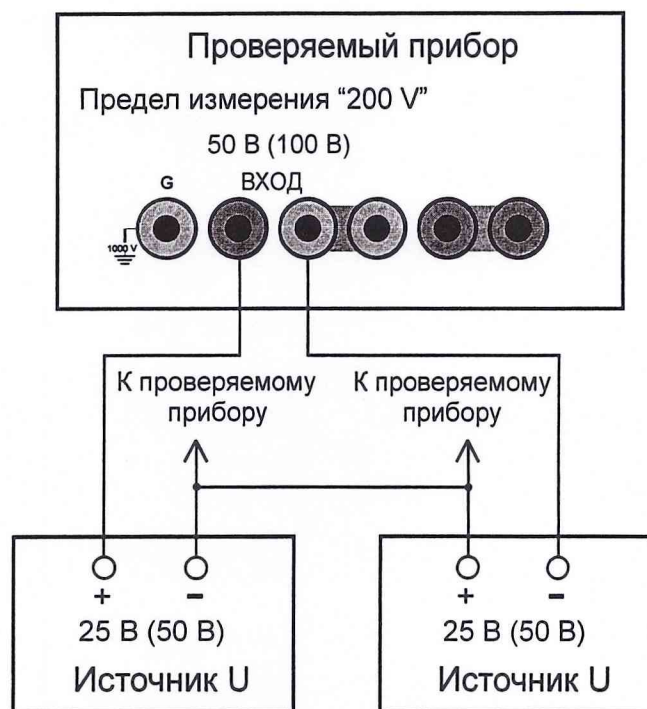 Проверяемый прибор
Предел измерения “200 V”
50 В (100 В)
G ВХОД
1000 V
К проверяемому прибору
К проверяемому прибору
+ −
25 В (50 В)
Источник U
+ −
25 В (50 В)
Источник U